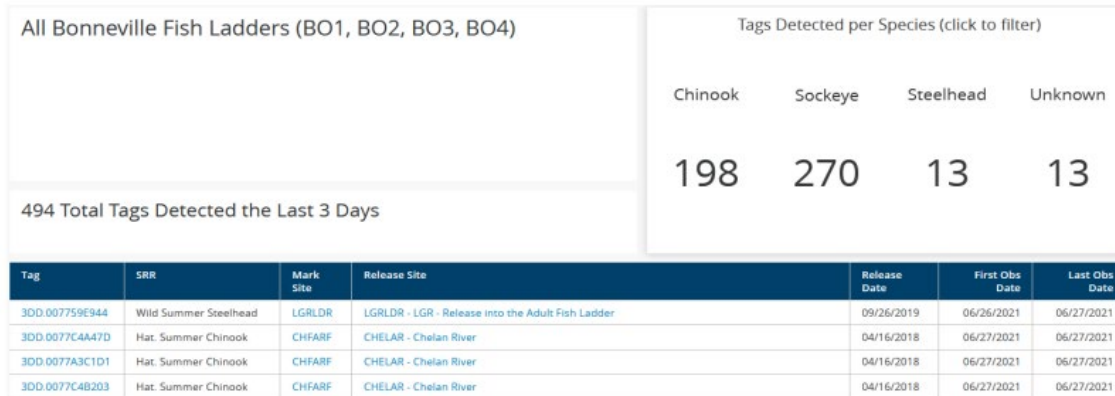 All Bonneville Fish Ladders (BO1, BO2, BO3, BO4)
Tags Detected per Species (click to filter)
Chinook Sockeye Steelhead Unknown
198 270 13 13
494 Total Tags Detected the Last 3 Days
Tag SRR Mark Site Release Site Release Date First Obs Date Last Obs Date
3DD.007759E944 Wild Summer Steelhead LGRLDR LGRLDR - LGR - Release into the Adult Fish Ladder 09/26/2019 06/26/2021 06/27/2021
3DD.0077C4A47D Hat. Summer Chinook CHFARF CHELAR - Chelan River 04/16/2018 06/27/2021 06/27/2021
3DD.0077A3C1D1 Hat. Summer Chinook CHFARF CHELAR - Chelan River 04/16/2018 06/27/2021 06/27/2021
3DD.0077C4B203 Hat. Summer Chinook CHFARF CHELAR - Chelan River 04/16/2018 06/27/2021 06/27/2021